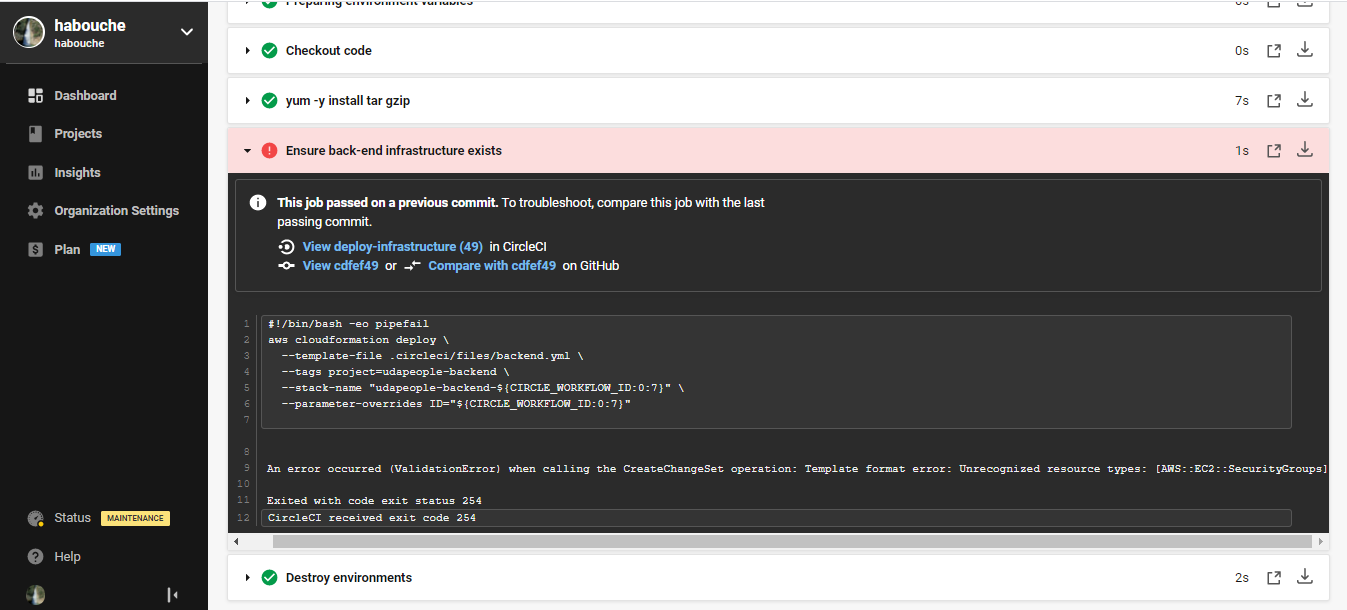 habouche
habouche
Dashboard
Projects
Insights
Organization Settings
Plan NEW
Status MAINTENANCE
Help
Preparing environment variables 0s
Checkout code 0s
yum -y install tar gzip 7s
Ensure back-end infrastructure exists 1s
This job passed on a previous commit. To troubleshoot, compare this job with the last
passing commit.
View deploy-infrastructure (49) in CircleCI
View cdfef49 or Compare with cdfef49 on GitHub
1 #!/bin/bash -eo pipefail
2 aws cloudformation deploy \
3 --template-file .circleci/files/backend.yml \
4 --tags project=udapeople-backend \
5 --stack-name "udapeople-backend-${CIRCLE_WORKFLOW_ID:0:7}" \
6 --parameter-overrides ID="${CIRCLE_WORKFLOW_ID:0:7}"
7
8
9 An error occurred (ValidationError) when calling the CreateChangeSet operation: Template format error: Unrecognized resource types: [AWS::EC2::SecurityGroups]
10
11 Exited with code exit status 254
12 CircleCI received exit code 254
Destroy environments 2s